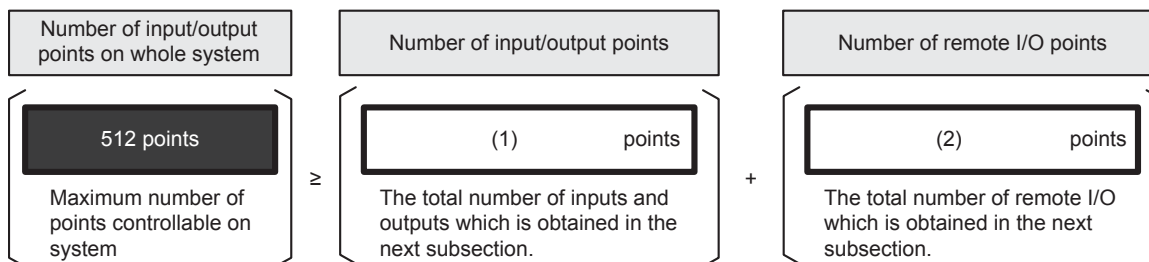 Number of input/output
points on whole system
Number of input/output points
Number of remote I/O points
512 points
≥
(1) points
+
(2) points
Maximum number of
points controllable on
system
The total number of inputs and
outputs which is obtained in the
next subsection.
The total number of remote I/O
which is obtained in the next
subsection.